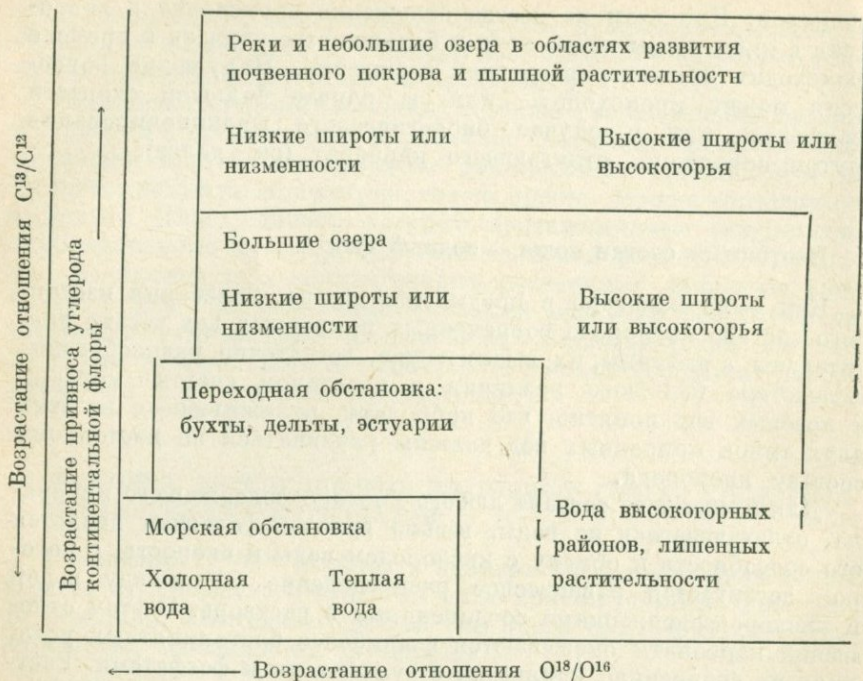 Возрастание отношения C¹³/C¹²
Возрастание привноса углерода
континентальной флоры
Реки и небольшие озера в областях развития
почвенного покрова и пышной растительности
Низкие широты или
низменности
Высокие широты или
высокогорья
Большие озера
Низкие широты или
низменности
Высокие широты
или высокогорья
Переходная обстановка:
бухты, дельты, эстуарии
Морская обстановка
Холодная
вода
Теплая
вода
Вода высокогорных
районов, лишенных
растительности
Возрастание отношения O¹⁸/O¹⁶